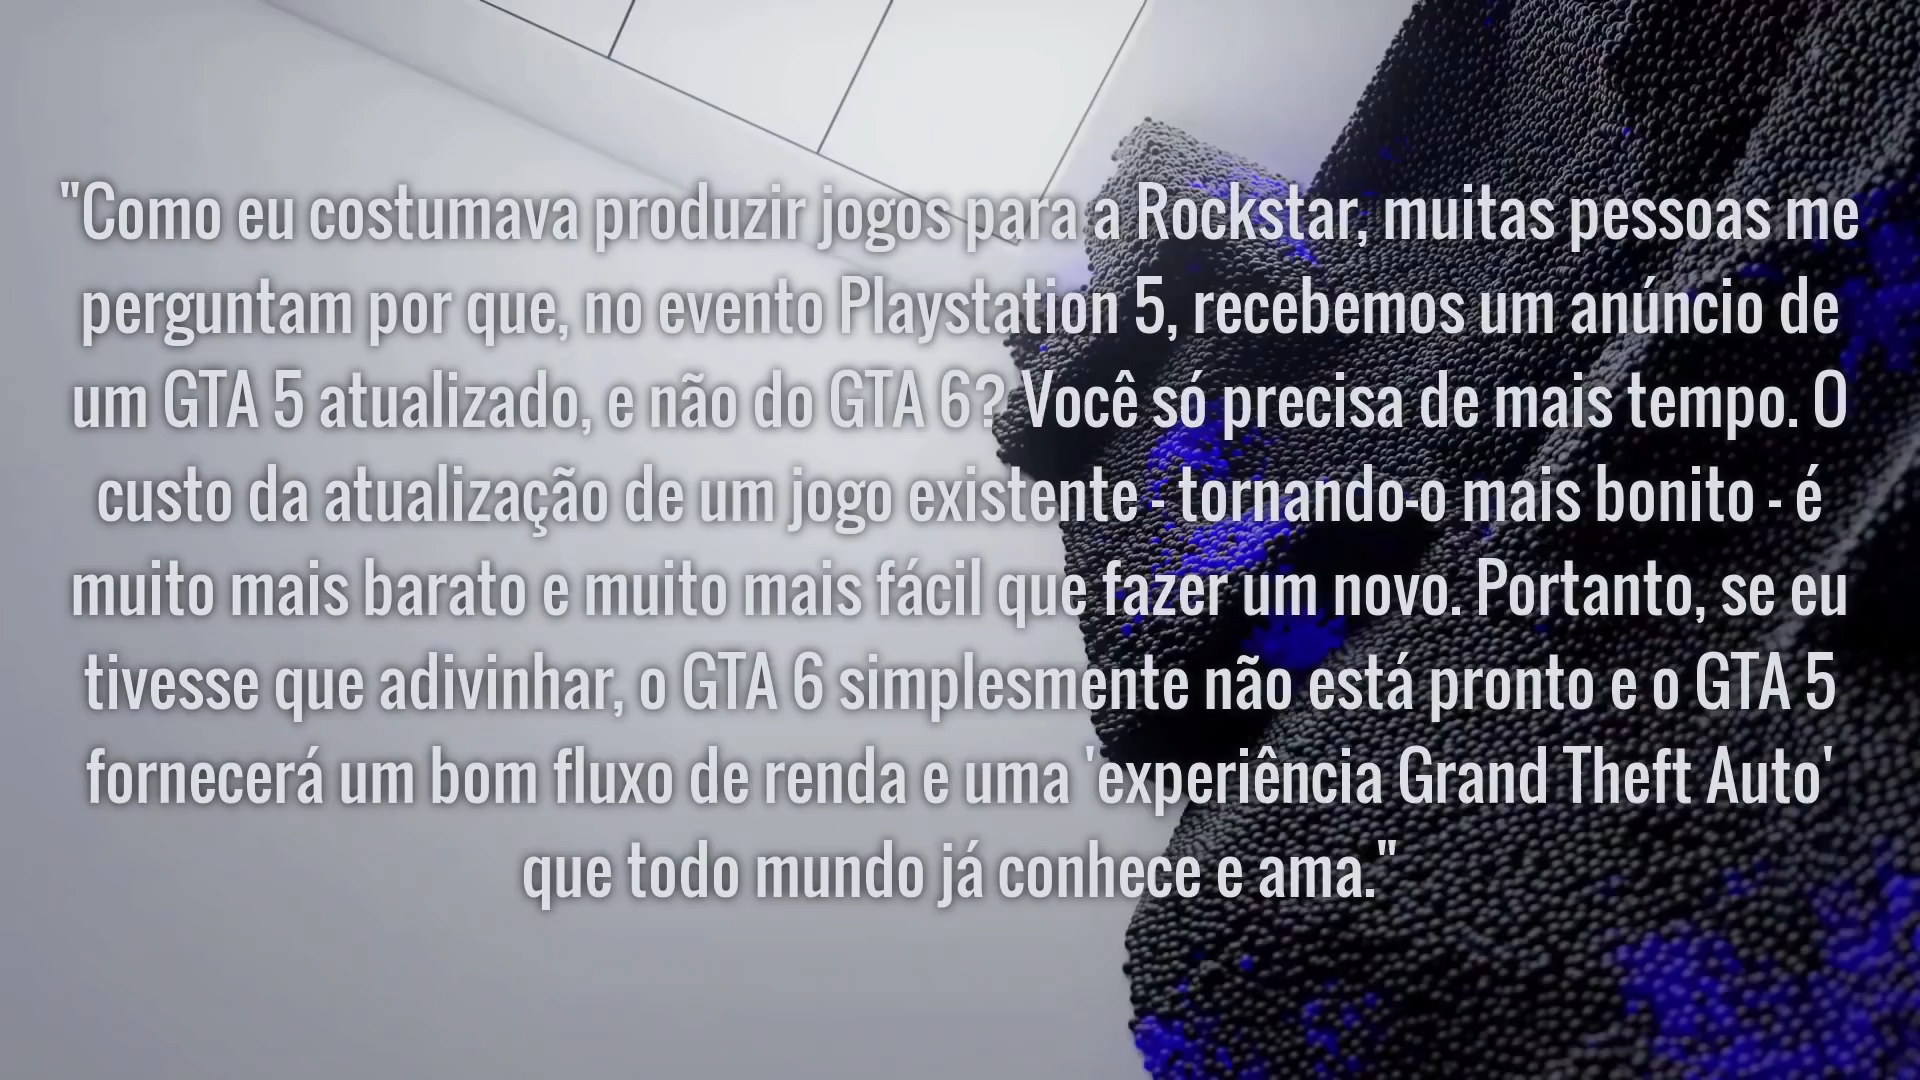 "Como eu costumava produzir jogos para a Rockstar, muitas pessoas me
perguntam por que, no evento Playstation 5, recebemos um anúncio de
um GTA 5 atualizado, e não do GTA 6? Você só precisa de mais tempo. O
custo da atualização de um jogo existente - tornando-o mais bonito - é
muito mais barato e muito mais fácil que fazer um novo. Portanto, se eu
tivesse que adivinhar, o GTA 6 simplesmente não está pronto e o GTA 5
fornecerá um bom fluxo de renda e uma 'experiência Grand Theft Auto'
que todo mundo já conhece e ama."